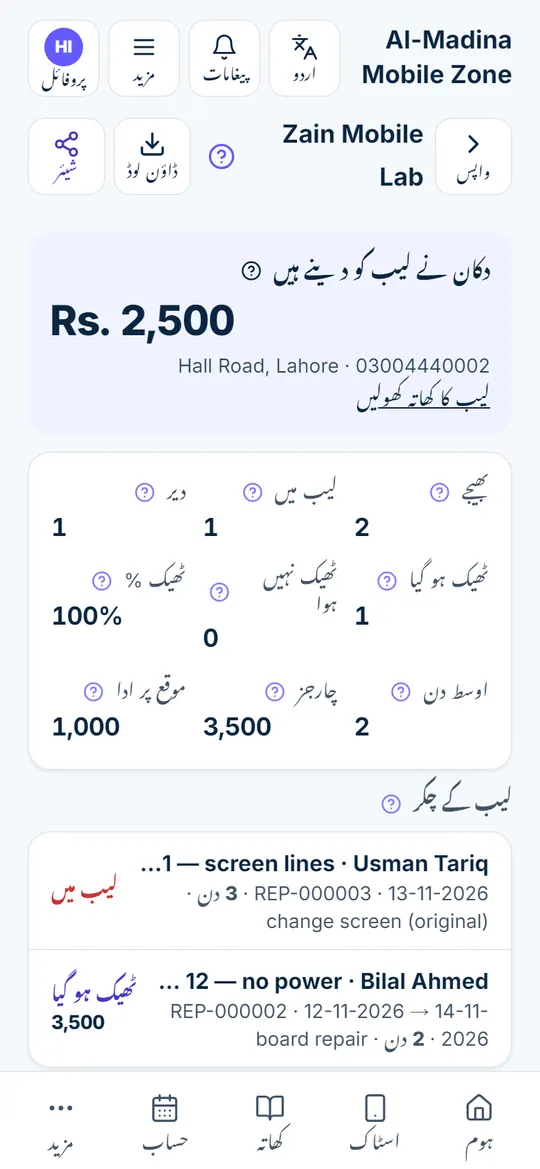 Al-Madina
Mobile Zone
اردو
پیغامات
مزید
HI
پروفائل
واپس
Zain Mobile
Lab
ڈاؤن لوڈ
شیئر
دکان نے لیب کو دینے ہیں
Rs. 2,500
Hall Road, Lahore · 03004440002
لیب کا کھاتہ کھولیں
بھیجے
2
لیب میں
1
دیر
1
ٹھیک ہو گیا
1
ٹھیک نہیں
ہوا
0
ٹھیک %
100%
اوسط دن
2
چارجز
3,500
موقع پر ادا
1,000
لیب کے چکر
…1 — screen lines · Usman Tariq
REP-000003 · 13-11-2026 · 3 دن ·
change screen (original)
لیب میں
… 12 — no power · Bilal Ahmed
REP-000002 · 12-11-2026 → 14-11-
2026 · 2 دن · board repair
ٹھیک ہو گیا
3,500
ہوم
اسٹاک
کھاتہ
حساب
مزید